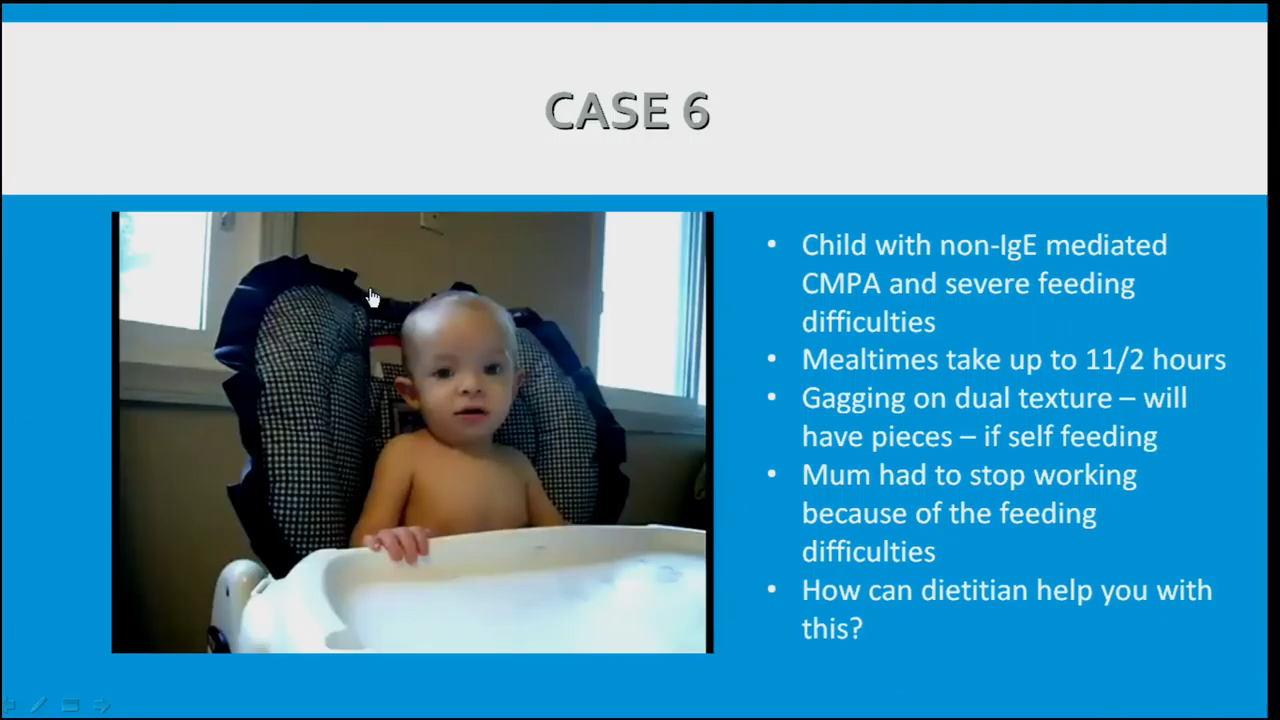 CASE 6
• Child with non-IgE mediated
CMPA and severe feeding
difficulties
• Mealtimes take up to 11/2 hours
• Gagging on dual texture – will
have pieces – if self feeding
• Mum had to stop working
because of the feeding
difficulties
• How can dietitian help you with
this?